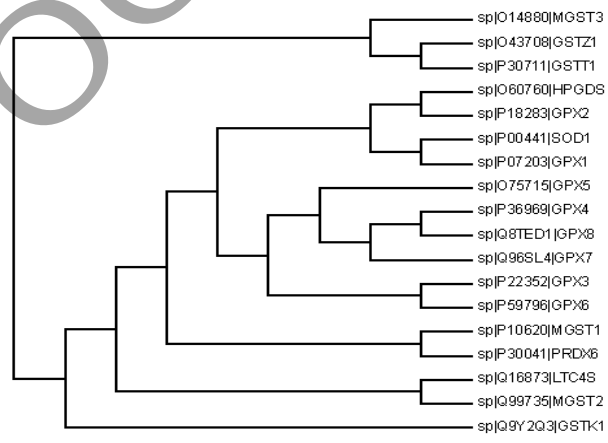 sp|O14880|MGST3
sp|O43708|GSTZ1
sp|P30711|GSTT1
sp|O60760|HPGDS
sp|P18283|GPX2
sp|P00441|SOD1
sp|P07203|GPX1
sp|O75715|GPX5
sp|P36969|GPX4
sp|Q8TED1|GPX8
sp|Q96SL4|GPX7
sp|P22352|GPX3
sp|P59796|GPX6
sp|P10620|MGST1
sp|P30041|PRDX6
sp|Q16873|LTC4S
sp|Q99735|MGST2
sp|Q9Y2Q3|GSTK1